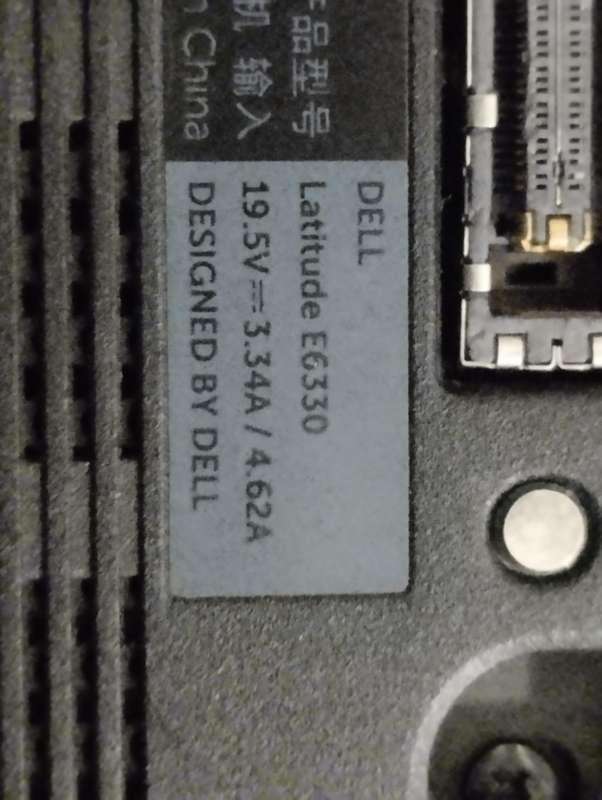 产品型号
机 输入
n China
DELL
Latitude E6330
19.5V⎓3.34A / 4.62A
DESIGNED BY DELL